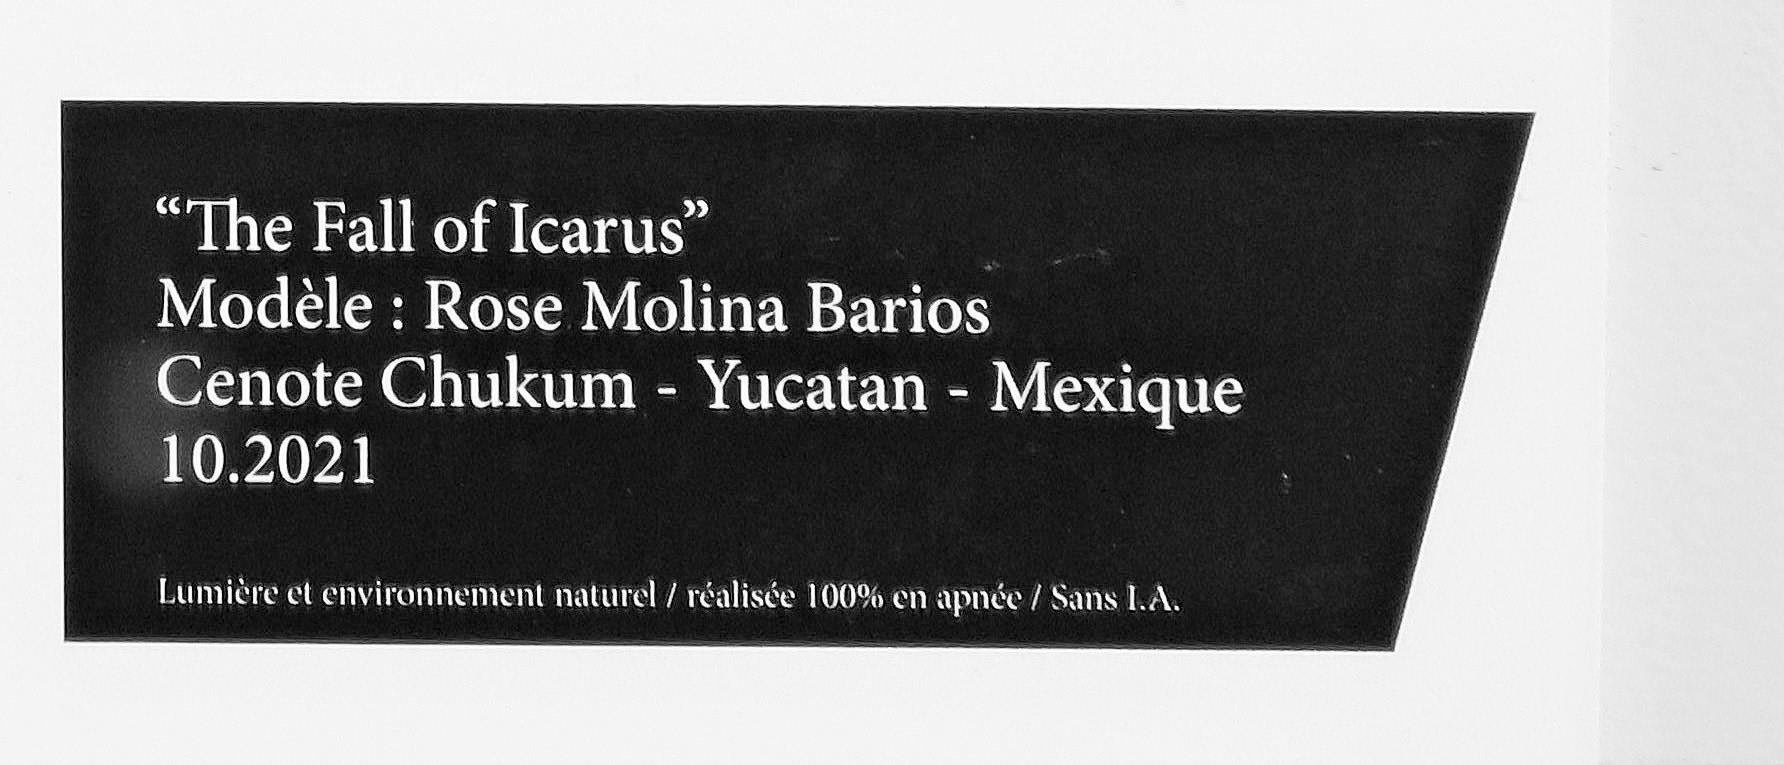 “The Fall of Icarus”
Modèle : Rose Molina Barios
Cenote Chukum - Yucatan - Mexique
10.2021
Lumière et environnement naturel / réalisée 100% en apnée / Sans I.A.